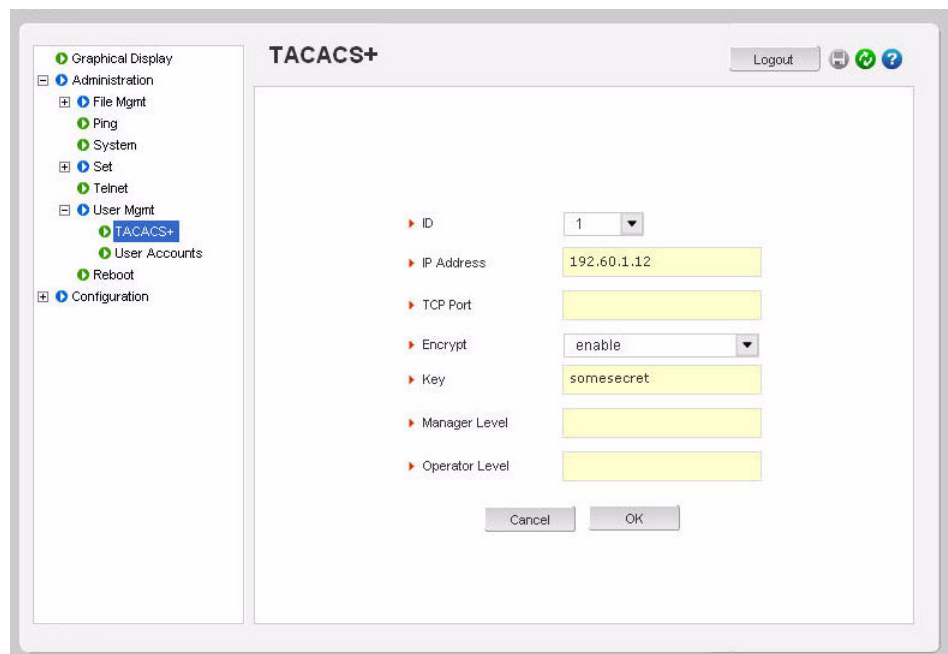 TACACS+
Logout
Graphical Display
Administration
File Mgmt
Ping
System
Set
Telnet
User Mgmt
TACACS+
User Accounts
Reboot
Configuration
ID 1
IP Address 192.60.1.12
TCP Port
Encrypt enable
Key somesecret
Manager Level
Operator Level
Cancel OK